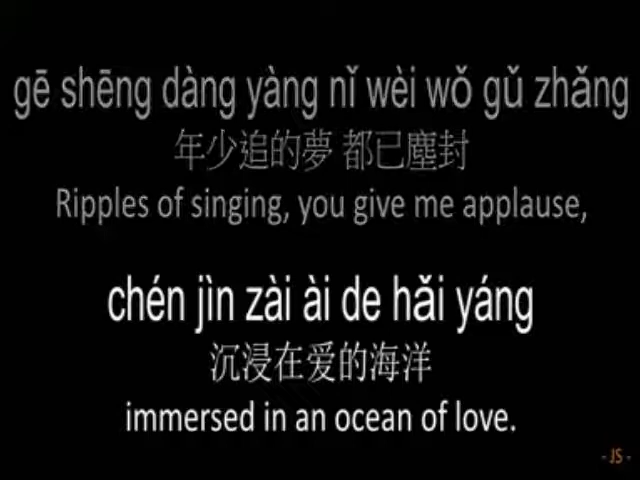 gē shēng dàng yàng nǐ wèi wǒ gǔ zhǎng
年少追的夢 都已塵封
Ripples of singing, you give me applause,
chén jìn zài ài de hǎi yáng
沉浸在爱的海洋
immersed in an ocean of love.
- JS -